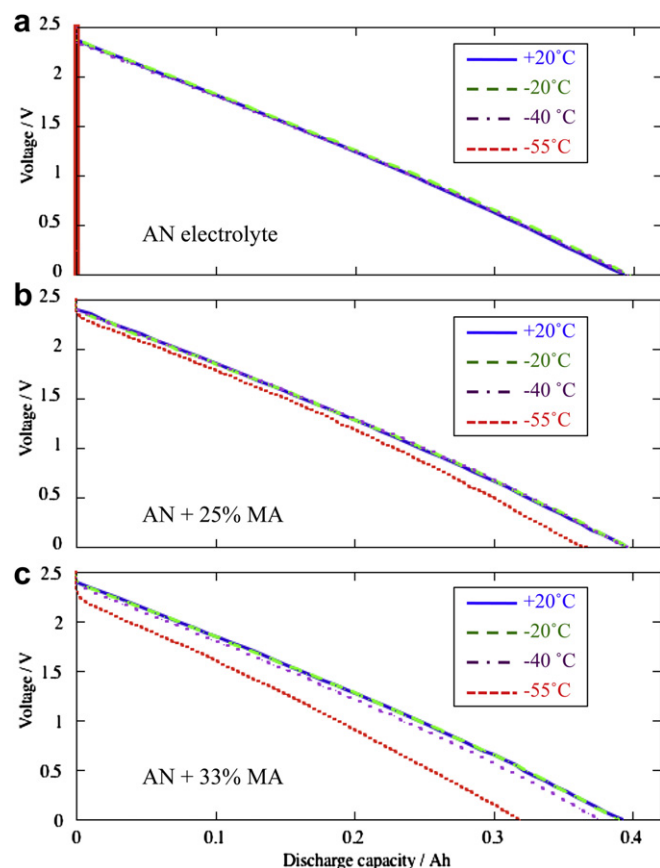 a
2.5
2
1.5
1
0.5
0
Voltage / V
+20°C
-20°C
-40 °C
-55°C
AN electrolyte
b
2.5
2
1.5
1
0.5
0
Voltage / V
+20°C
-20°C
-40 °C
-55°C
AN + 25% MA
c
2.5
2
1.5
1
0.5
0
Voltage / V
+20°C
-20°C
-40 °C
-55°C
AN + 33% MA
0 0.1 0.2 0.3 0.4
Discharge capacity / Ah